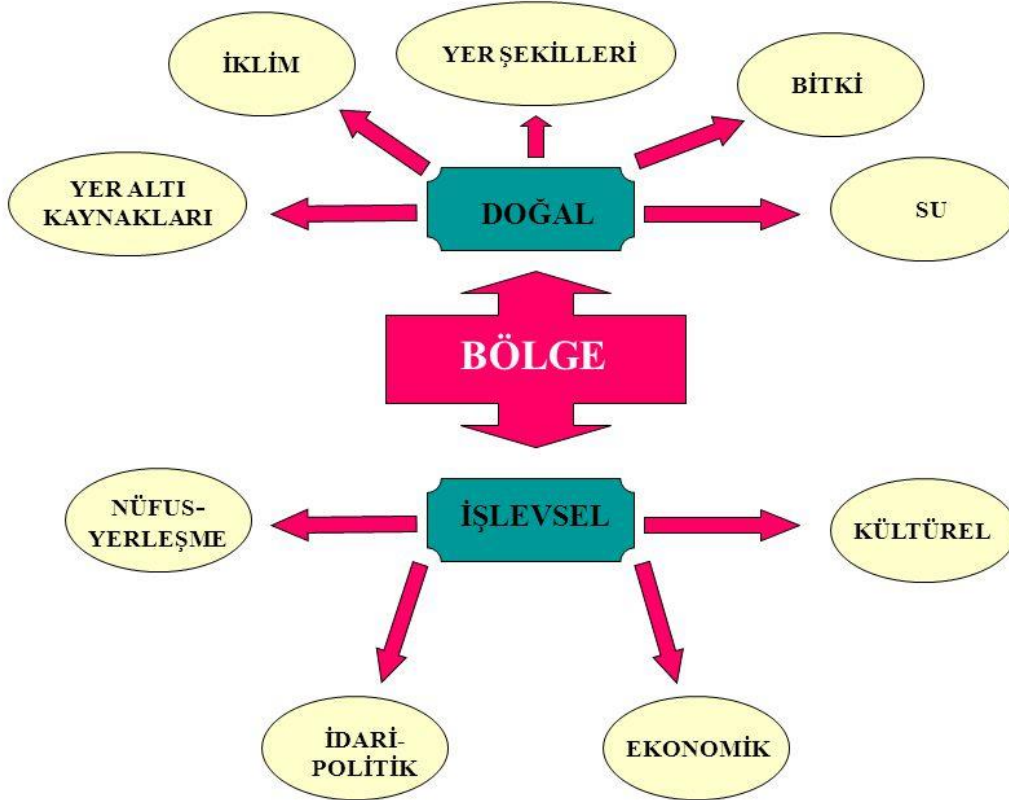 İKLİM
YER ŞEKİLLERİ
BİTKİ
YER ALTI
KAYNAKLARI
DOĞAL
SU
BÖLGE
NÜFUS-
YERLEŞME
İŞLEVSEL
KÜLTÜREL
İDARİ-
POLİTİK
EKONOMİK